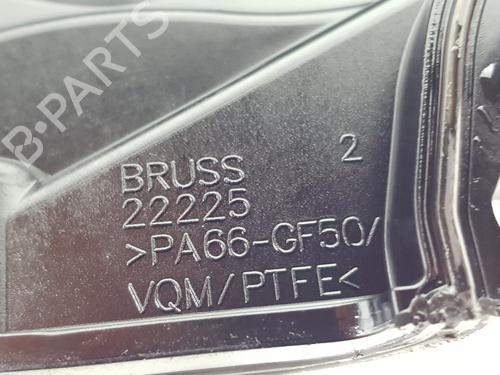 B-PARTS
BRUSS 2
22225
>PA66-GF50/
VQM/PTFE<